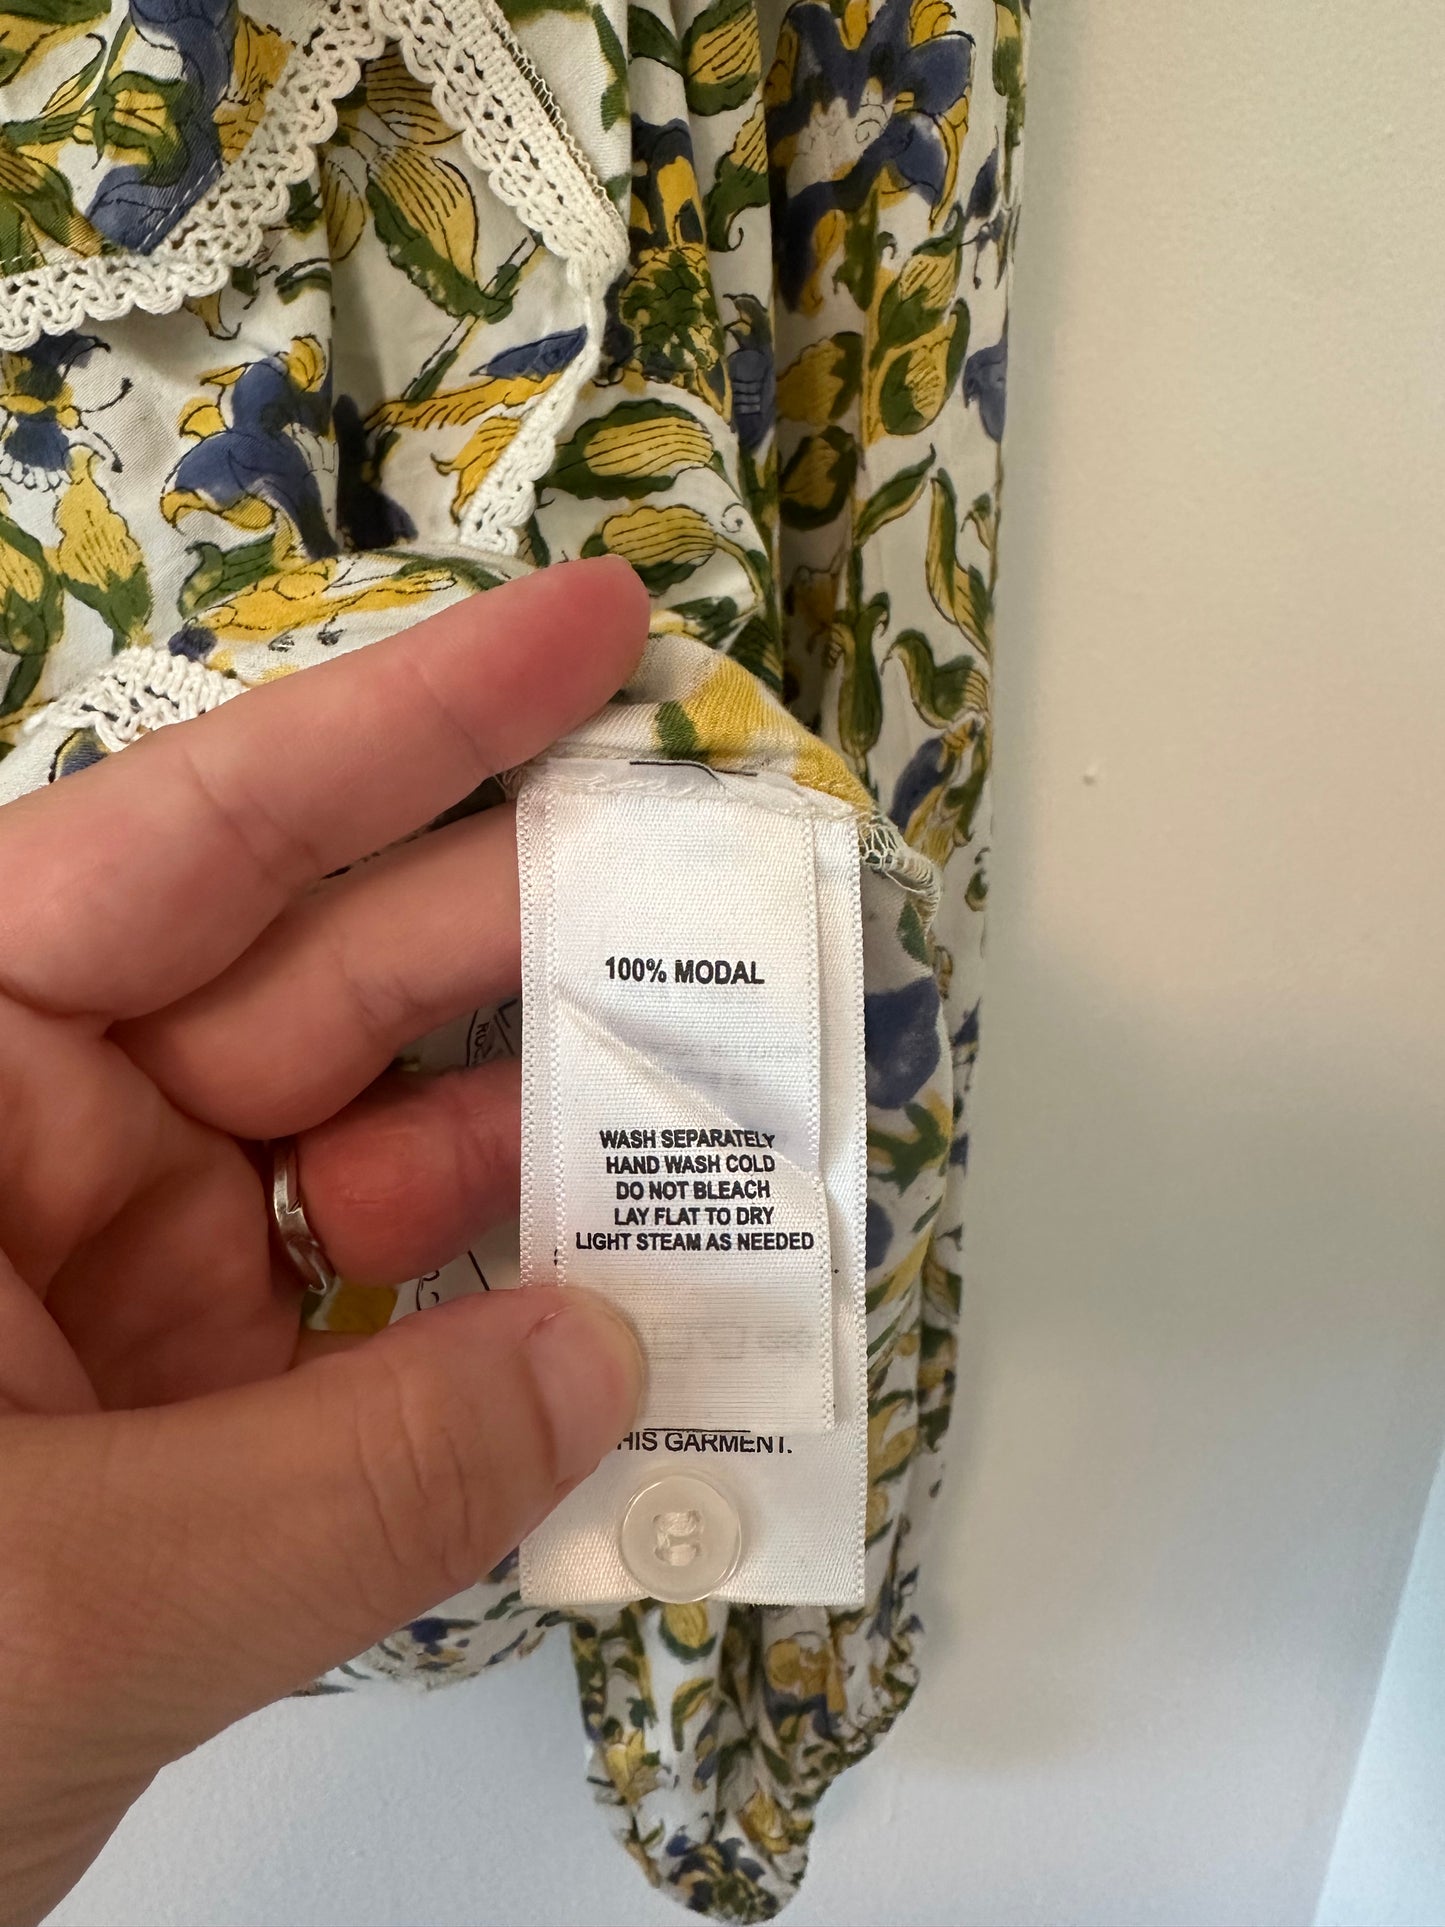 100% MODAL
WASH SEPARATELY
HAND WASH COLD
DO NOT BLEACH
LAY FLAT TO DRY
LIGHT STEAM AS NEEDED
GARMENT.